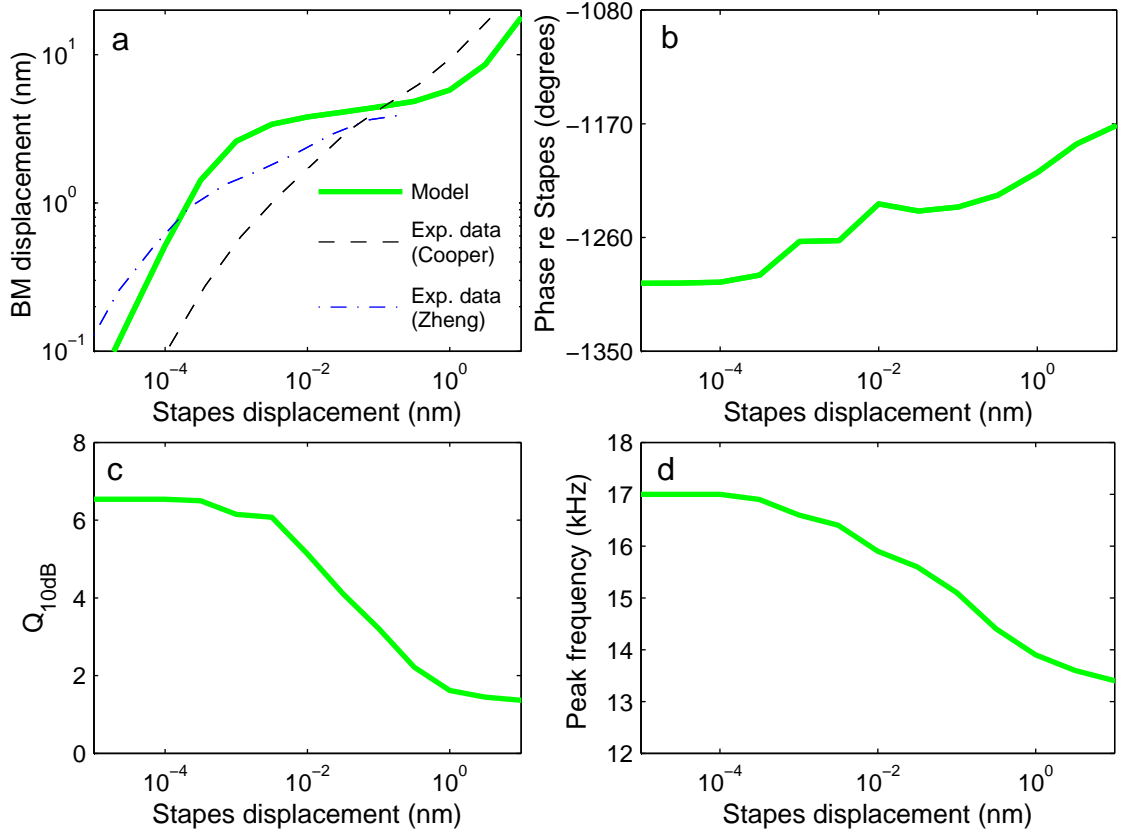 a
BM displacement (nm)
10^1
10^0
10^-1
10^-4
10^-2
10^0
Stapes displacement (nm)
Model
Exp. data
(Cooper)
Exp. data
(Zheng)
b
Phase re Stapes (degrees)
−1080
−1170
−1260
−1350
10^-4
10^-2
10^0
Stapes displacement (nm)
c
Q10dB
8
6
4
2
0
10^-4
10^-2
10^0
Stapes displacement (nm)
d
Peak frequency (kHz)
18
17
16
15
14
13
12
10^-4
10^-2
10^0
Stapes displacement (nm)